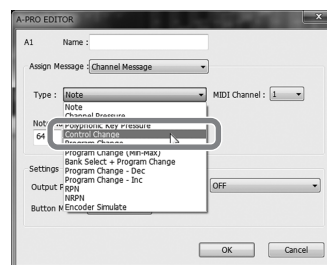 A-PRO EDITOR
x
A1 Name :
Assign Message : Channel Message
Type : Note MIDI Channel : 1
Note
Channel Pressure
Polyphonic Key Pressure
64 Control Change
Program Change
Program Change (Min-Max)
Bank Select + Program Change
Settings
Program Change - Dec
Program Change - Inc
Output OFF
RPN
NRPN
Button Encoder Simulate
OK Cancel